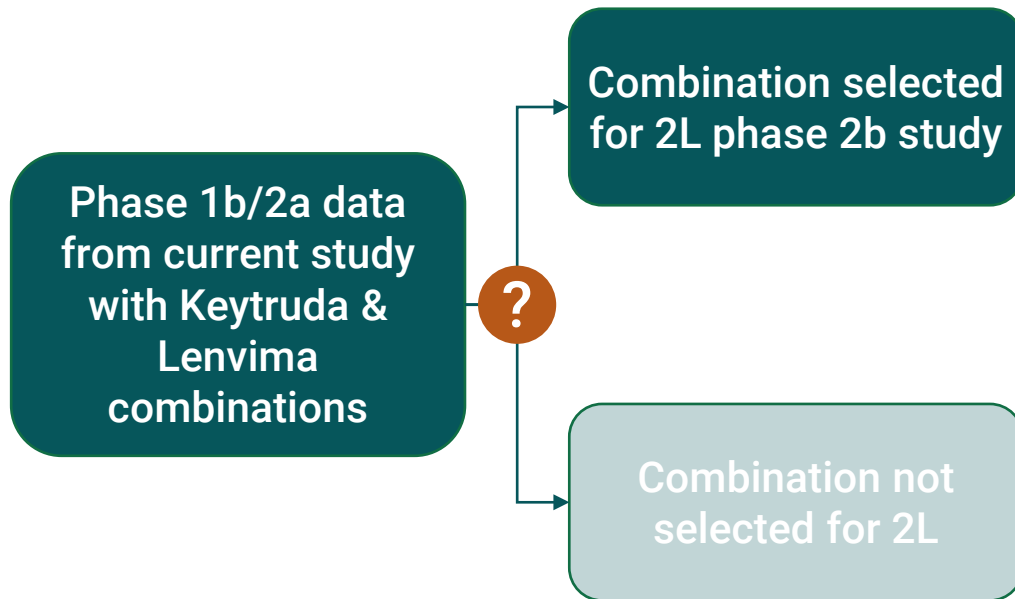 Combination selected
for 2L phase 2b study
Phase 1b/2a data
from current study
with Keytruda &
Lenvima
combinations
?
Combination not
selected for 2L